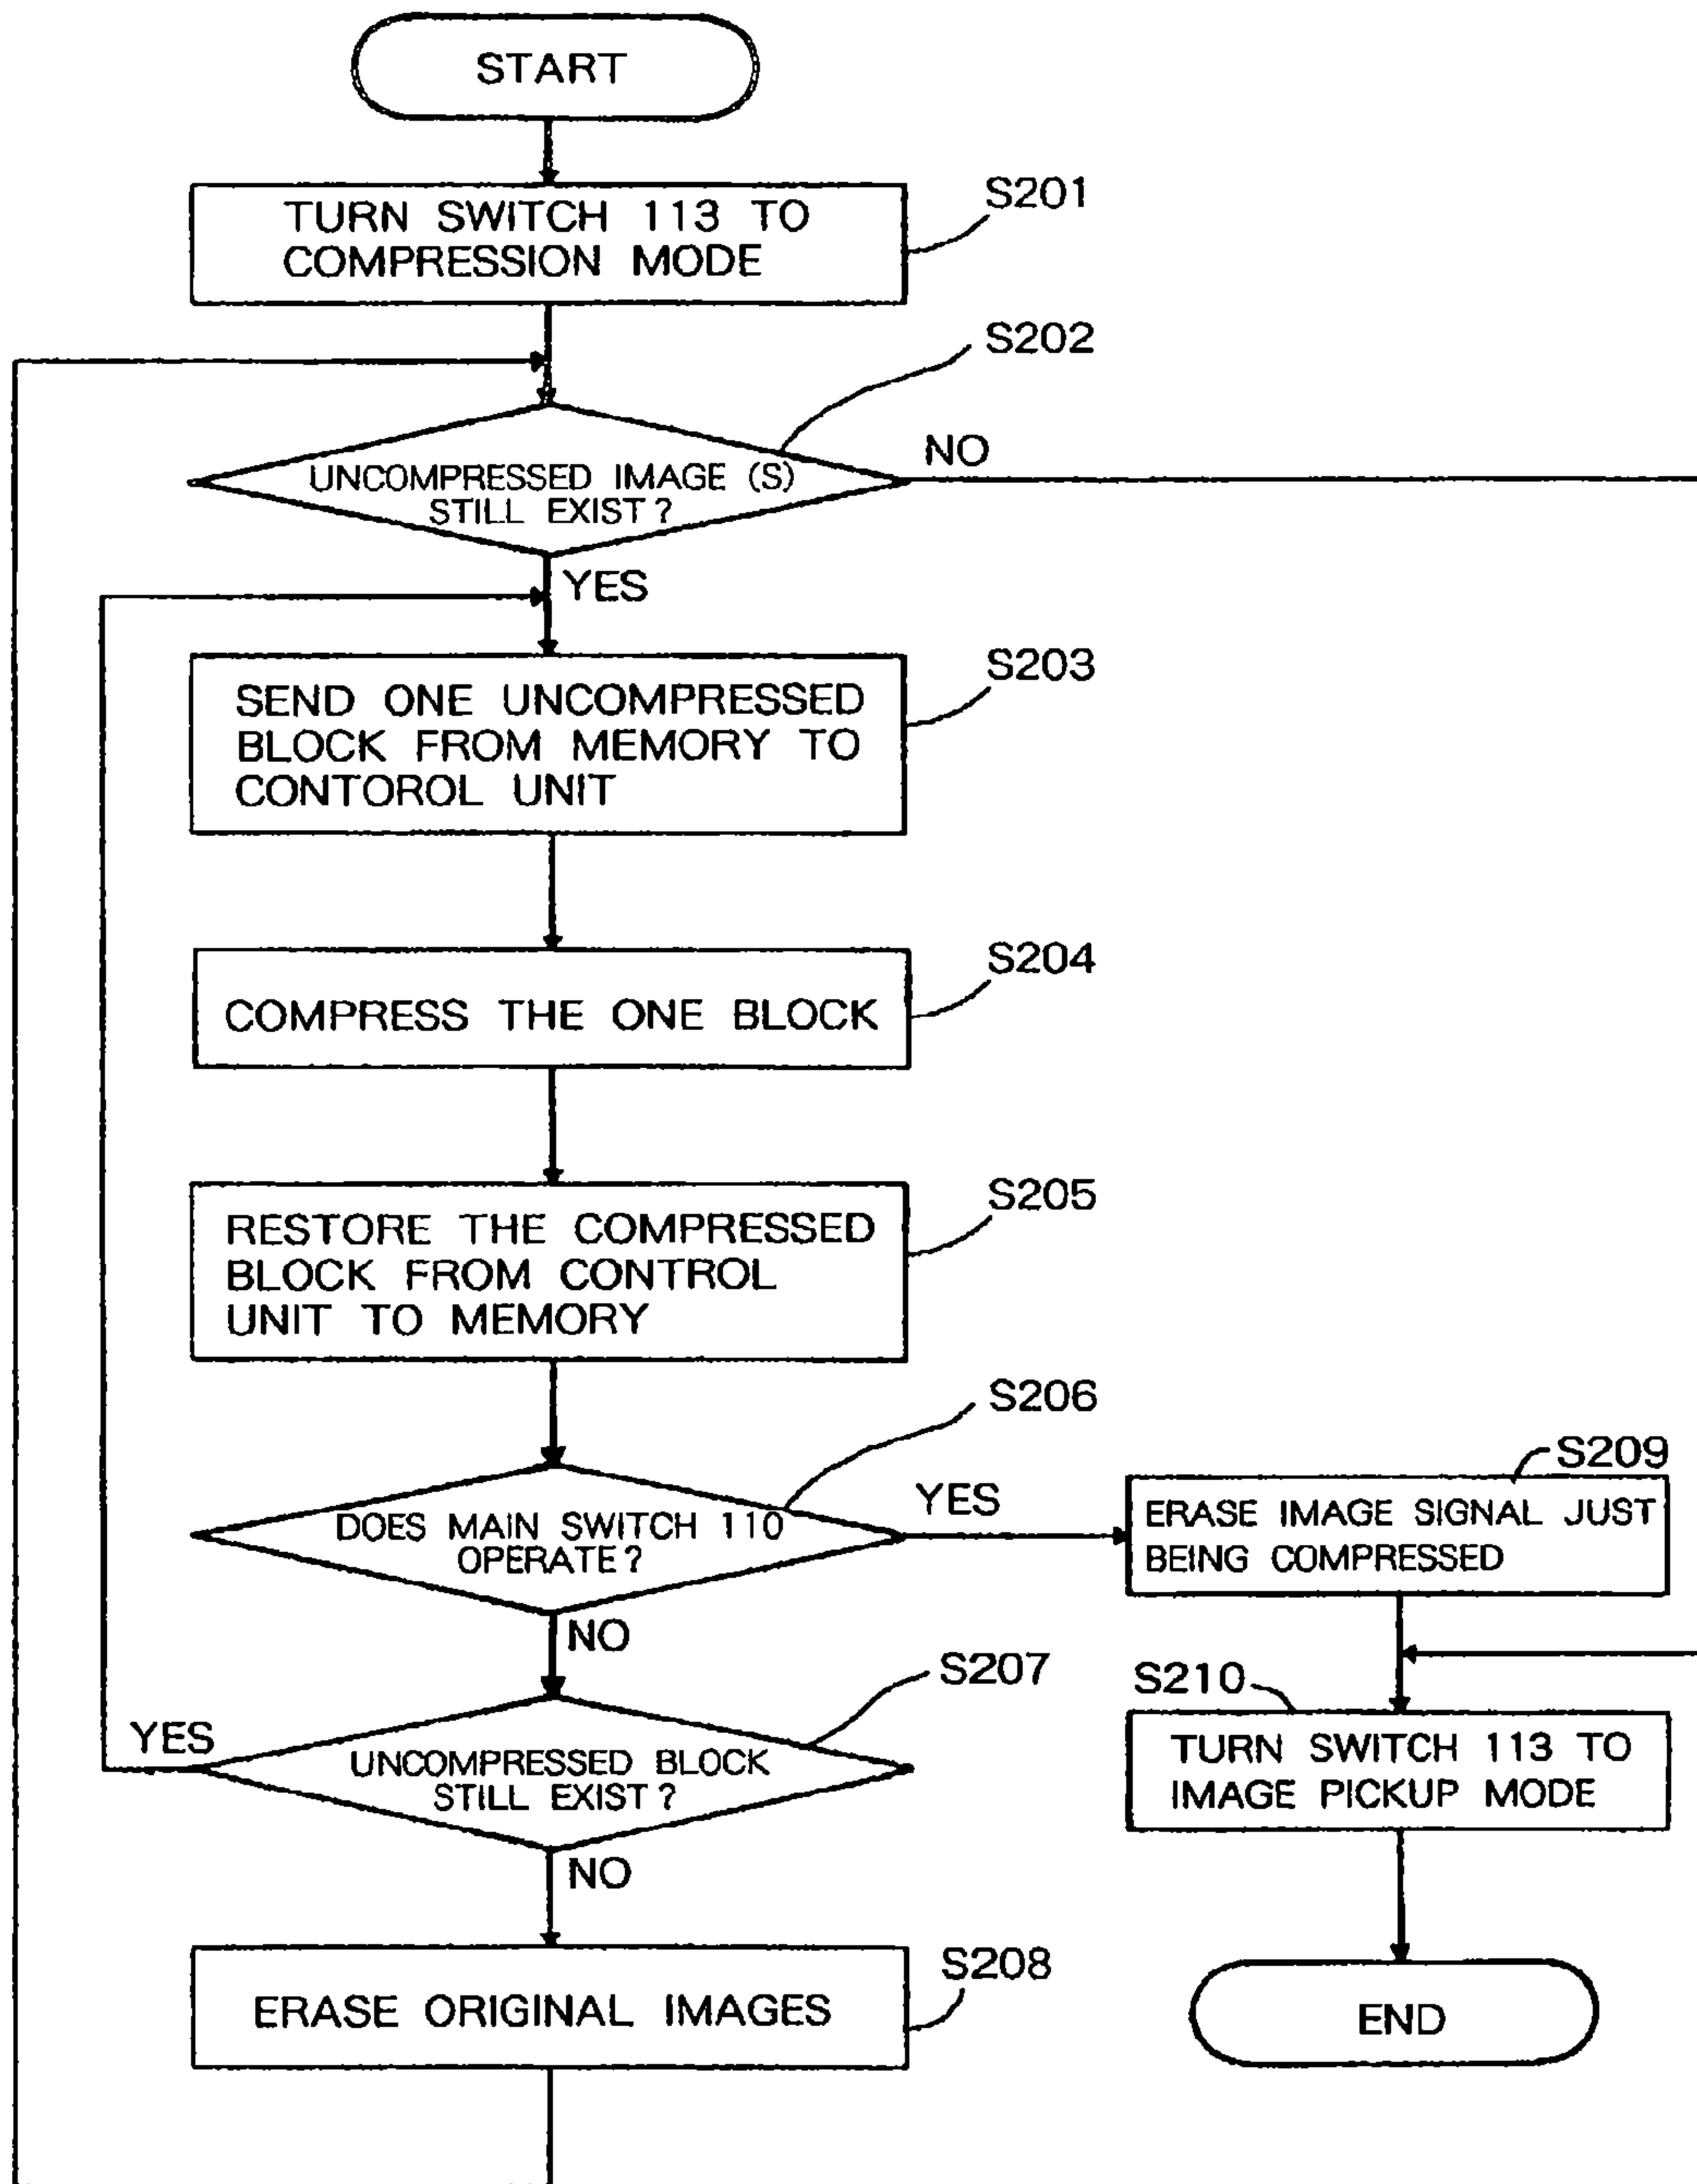 START
S201
TURN SWITCH 113 TO
COMPRESSION MODE
S202
UNCOMPRESSED IMAGE (S)
STILL EXIST?
NO
YES
S203
SEND ONE UNCOMPRESSED
BLOCK FROM MEMORY TO
CONTOROL UNIT
S204
COMPRESS THE ONE BLOCK
S205
RESTORE THE COMPRESSED
BLOCK FROM CONTROL
UNIT TO MEMORY
S206
DOES MAIN SWITCH 110
OPERATE?
YES
NO
S209
ERASE IMAGE SIGNAL JUST
BEING COMPRESSED
S207
UNCOMPRESSED BLOCK
STILL EXIST?
YES
NO
S210
TURN SWITCH 113 TO
IMAGE PICKUP MODE
S208
ERASE ORIGINAL IMAGES
END